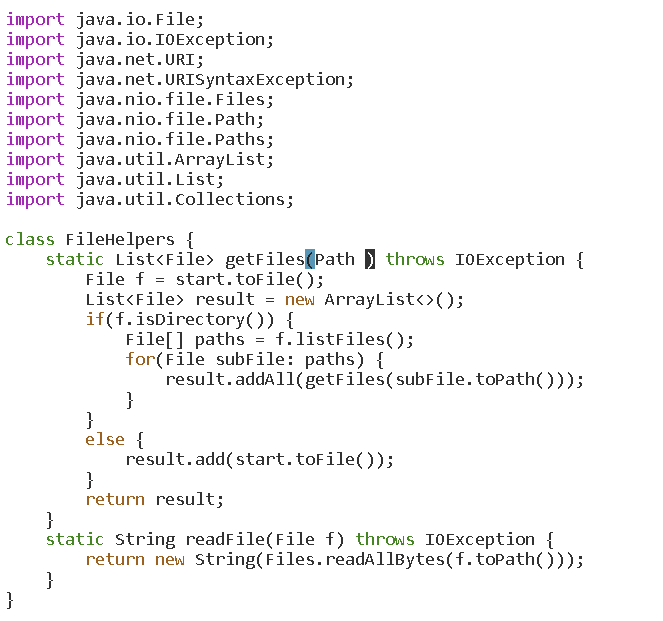 import java.io.File;
import java.io.IOException;
import java.net.URI;
import java.net.URISyntaxException;
import java.nio.file.Files;
import java.nio.file.Path;
import java.nio.file.Paths;
import java.util.ArrayList;
import java.util.List;
import java.util.Collections;

class FileHelpers {
    static List<File> getFiles(Path ) throws IOException {
        File f = start.toFile();
        List<File> result = new ArrayList<>();
        if(f.isDirectory()) {
            File[] paths = f.listFiles();
            for(File subFile: paths) {
                result.addAll(getFiles(subFile.toPath()));
            }
        }
        else {
            result.add(start.toFile());
        }
        return result;
    }
    static String readFile(File f) throws IOException {
        return new String(Files.readAllBytes(f.toPath()));
    }
}